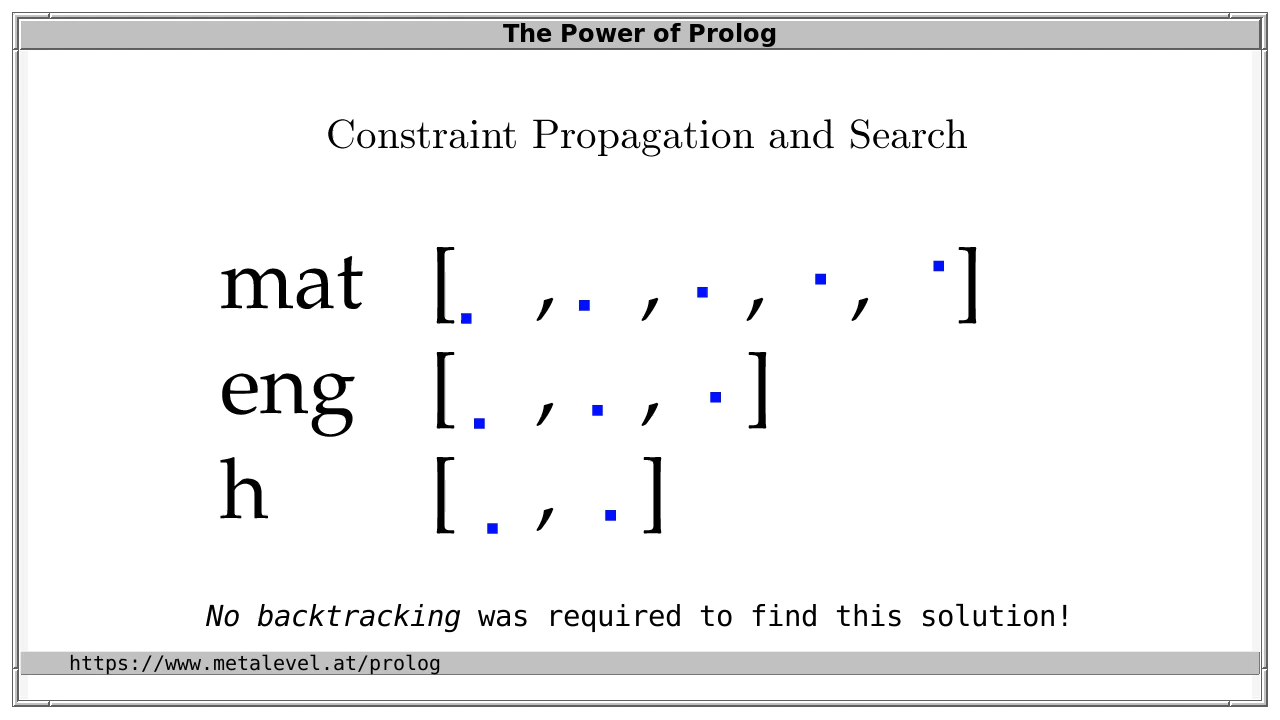 The Power of Prolog
Constraint Propagation and Search
mat [ , , , , ]
eng [ , , ]
h [ , ]
No backtracking was required to find this solution!
https://www.metalevel.at/prolog